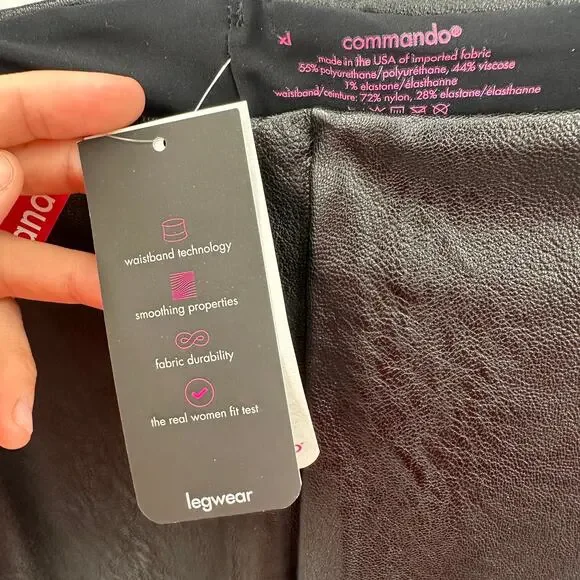 xl
commando®
made in the USA of imported fabric
55% polyurethane/polyuréthane, 44% viscose
1% elastane/élasthanne
waistband/ceinture: 72% nylon, 28% elastane/élasthanne
and
waistband technology
smoothing properties
fabric durability
the real women fit test
legwear